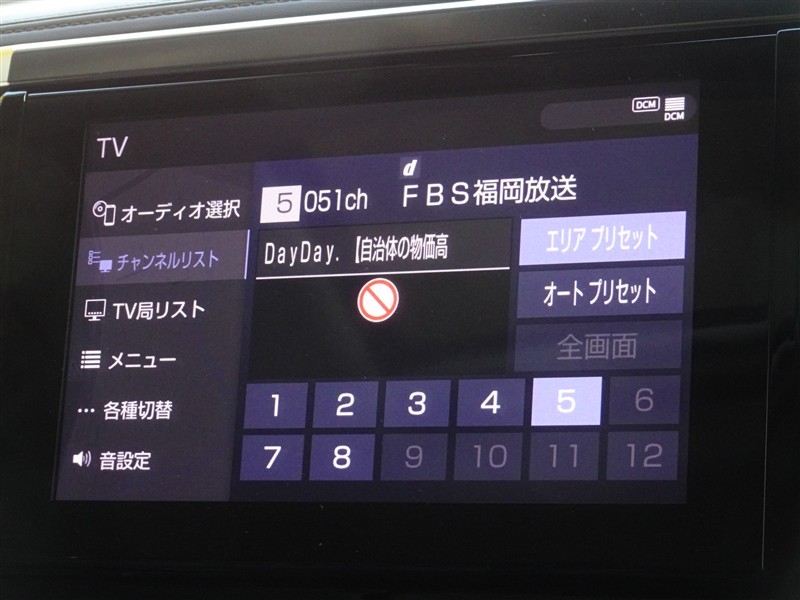 DCM
DCM
TV
d
オーディオ選択
5 051ch FBS福岡放送
チャンネルリスト
DayDay.【自治体の物価高
エリア プリセット
TV局リスト
オート プリセット
メニュー
全画面
各種切替
1 2 3 4 5 6
音設定
7 8 9 10 11 12